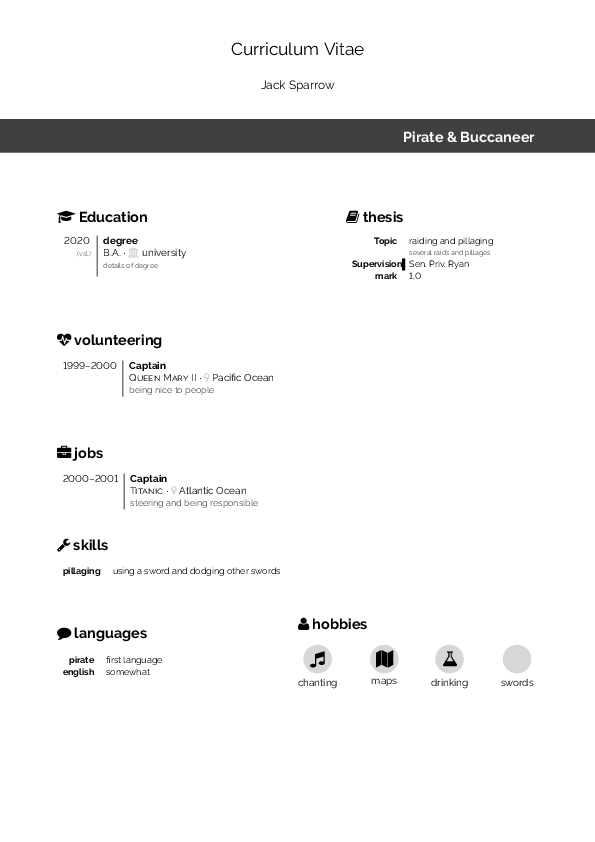 Curriculum Vitae
Jack Sparrow
Pirate & Buccaneer
Education
2020 degree
(vsl.) B.A. · university
details of degree
thesis
Topic raiding and pillaging
several raids and pillages
Supervision Sen. Priv. Ryan
mark 1,0
volunteering
1999–2000 Captain
QUEEN MARY II · Pacific Ocean
being nice to people
jobs
2000–2001 Captain
TITANIC · Atlantic Ocean
steering and being responsible
skills
pillaging using a sword and dodging other swords
languages
pirate first language
english somewhat
hobbies
chanting maps drinking swords